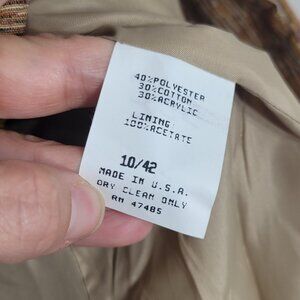 40%POLYESTER
30%COTTON
30%ACRYLIC
LINING
100%ACETATE
10/42
MADE IN U.S.A.
DRY CLEAN ONLY
RN 47485